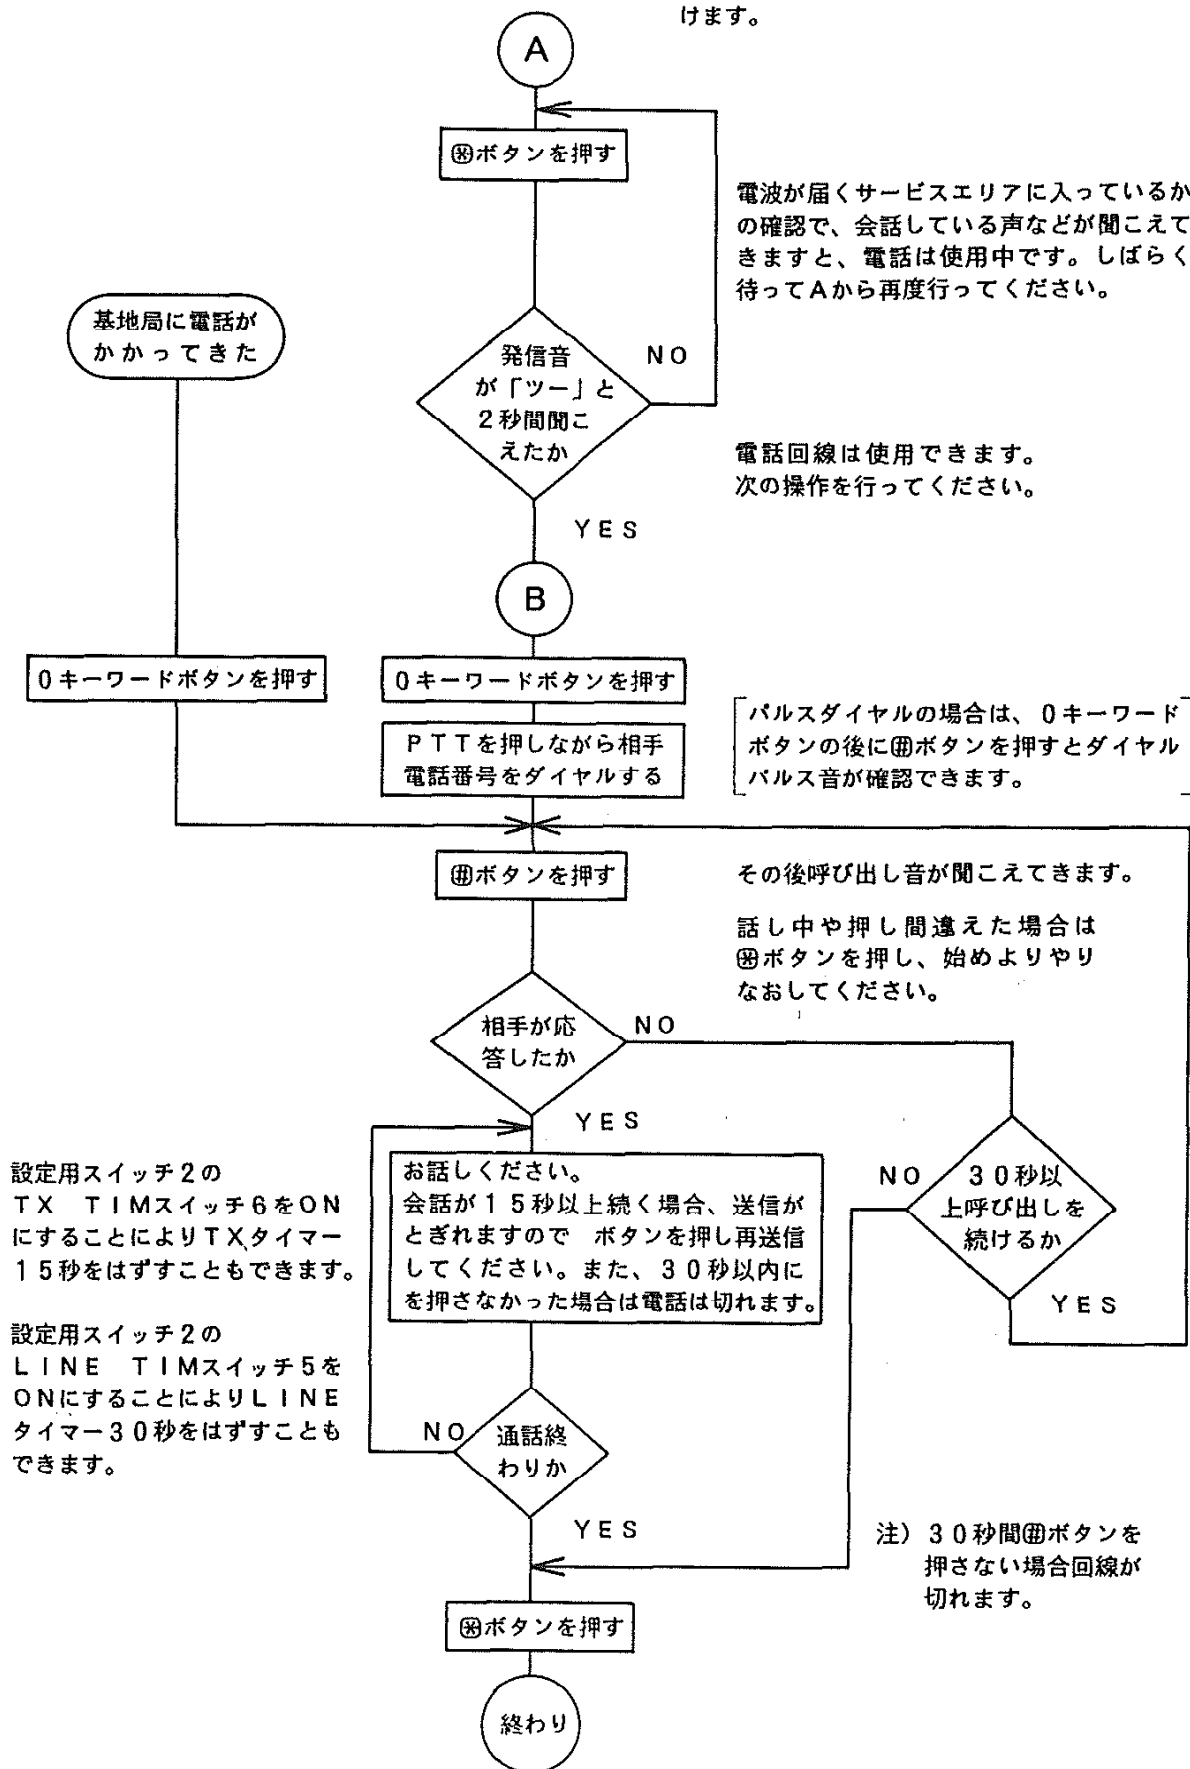 けます。
A
⊛ボタンを押す
電波が届くサービスエリアに入っているか
の確認で、会話している声などが聞こえて
きますと、電話は使用中です。しばらく
待ってAから再度行ってください。
基地局に電話が
かかってきた
発信音
が「ツー」と
2秒間聞こ
えたか
NO
電話回線は使用できます。
次の操作を行ってください。
YES
B
0キーワードボタンを押す
0キーワードボタンを押す
PTTを押しながら相手
電話番号をダイヤルする
パルスダイヤルの場合は、0キーワード
ボタンの後に#ボタンを押すとダイヤル
パルス音が確認できます。
#ボタンを押す
その後呼び出し音が聞こえてきます。
話し中や押し間違えた場合は
⊛ボタンを押し、始めよりやり
なおしてください。
相手が応
答したか
NO
YES
設定用スイッチ2の
TX TIMスイッチ6をON
にすることによりTXタイマー
15秒をはずすこともできます。
設定用スイッチ2の
LINE TIMスイッチ5を
ONにすることによりLINE
タイマー30秒をはずすことも
できます。
お話しください。
会話が15秒以上続く場合、送信が
とぎれますので ボタンを押し再送信
してください。また、30秒以内に
を押さなかった場合は電話は切れます。
NO
30秒以
上呼び出しを
続けるか
YES
NO
通話終
わりか
YES
注) 30秒間#ボタンを
押さない場合回線が
切れます。
⊛ボタンを押す
終わり